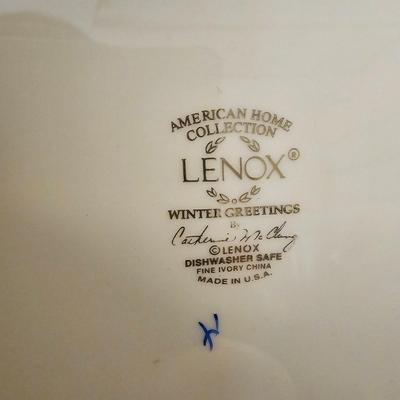 AMERICAN HOME
COLLECTION
LENOX®
WINTER GREETINGS
By
Catherine McClung
© LENOX
DISHWASHER SAFE
FINE IVORY CHINA
MADE IN U.S.A.